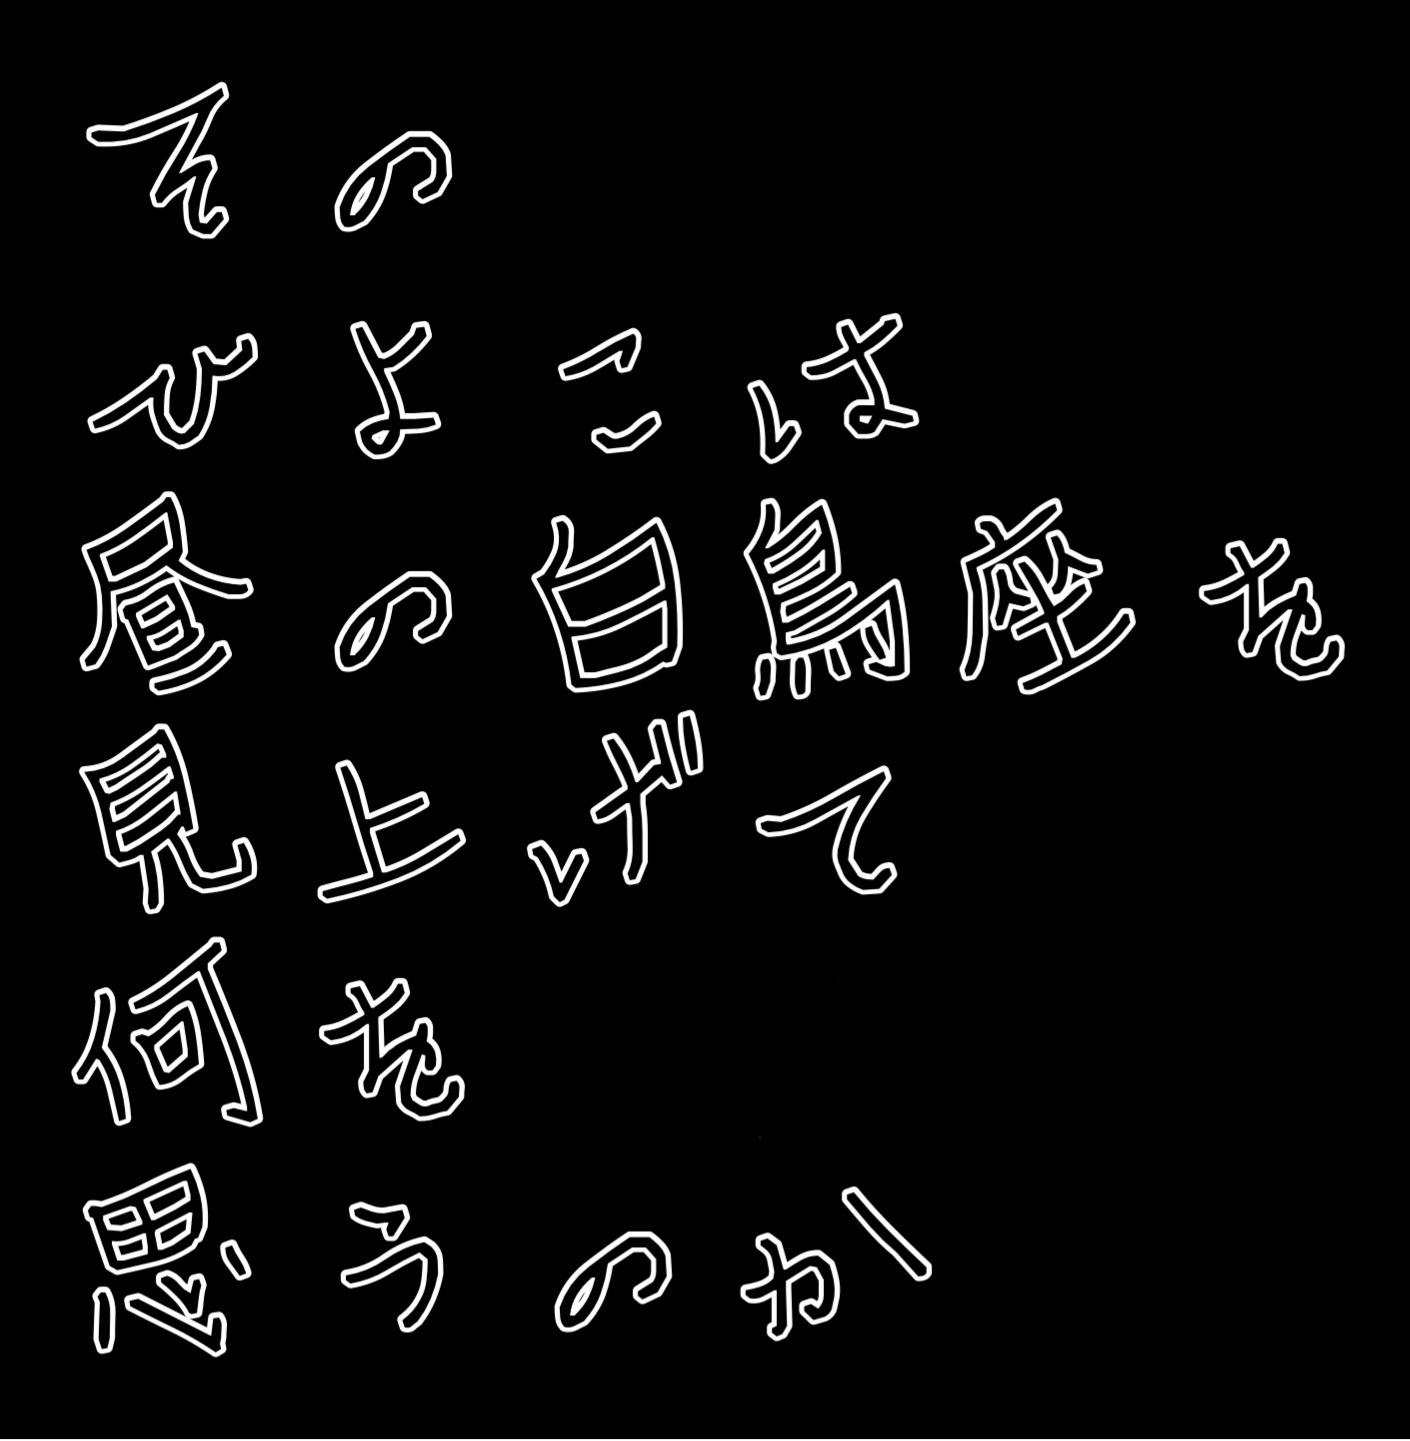 その
ひよこは
昼の白鳥座を
見上げて
何を
思うのか